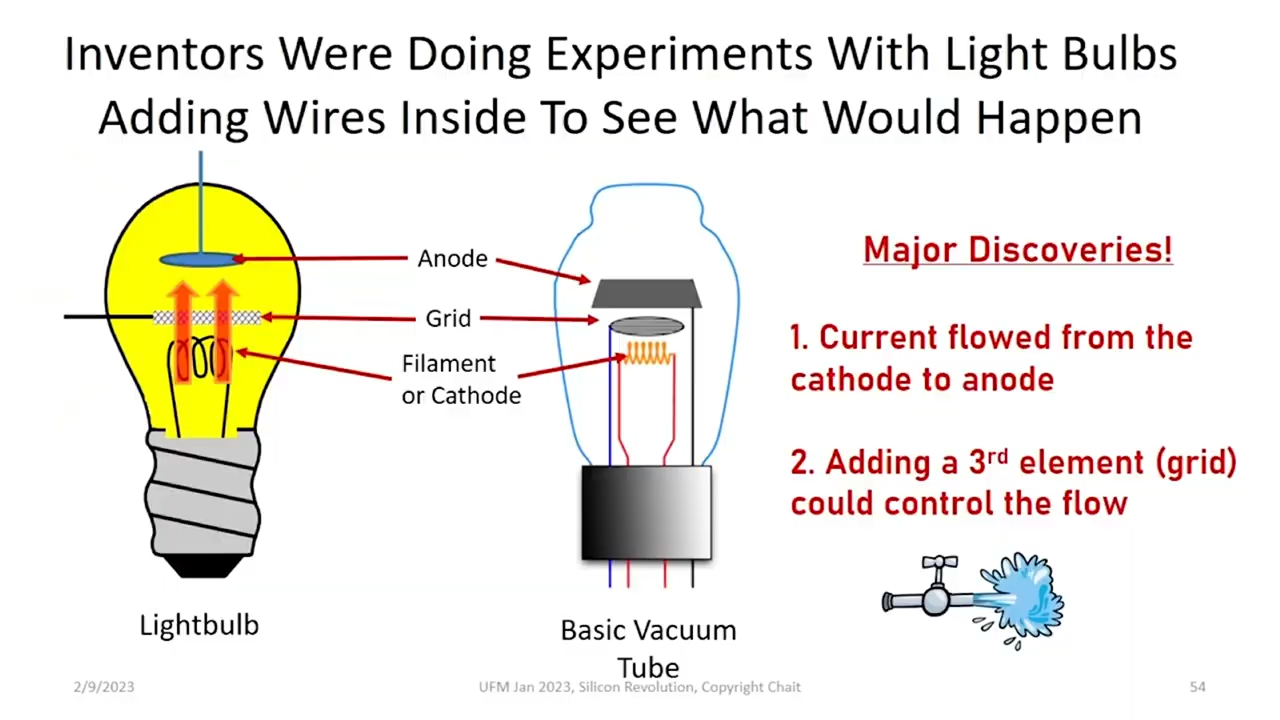 Inventors Were Doing Experiments With Light Bulbs
Adding Wires Inside To See What Would Happen
Anode
Grid
Filament
or Cathode
Lightbulb
Basic Vacuum
Tube
Major Discoveries!
1. Current flowed from the
cathode to anode
2. Adding a 3rd element (grid)
could control the flow
2/9/2023
UFM Jan 2023, Silicon Revolution, Copyright Chait
54